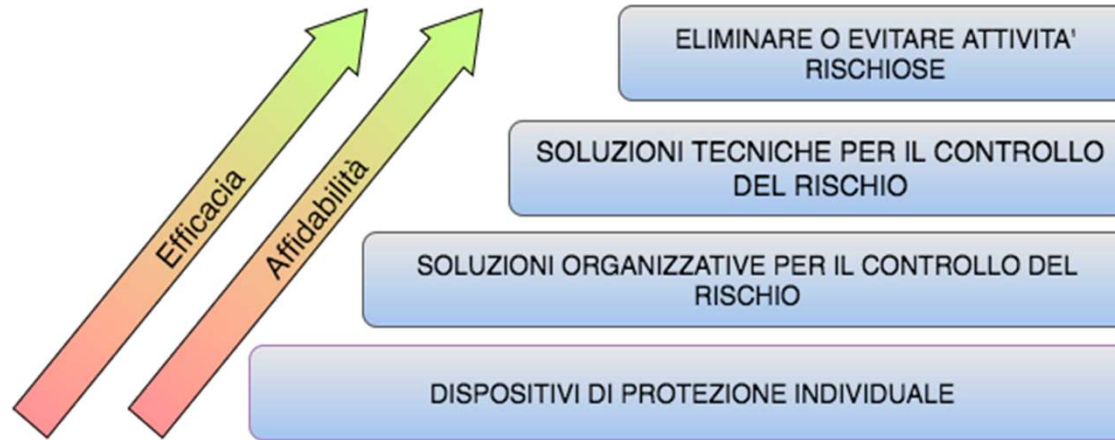 ELIMINARE O EVITARE ATTIVITA'
RISCHIOSE
SOLUZIONI TECNICHE PER IL CONTROLLO
DEL RISCHIO
SOLUZIONI ORGANIZZATIVE PER IL CONTROLLO DEL
RISCHIO
DISPOSITIVI DI PROTEZIONE INDIVIDUALE
Efficacia
Affidabilità